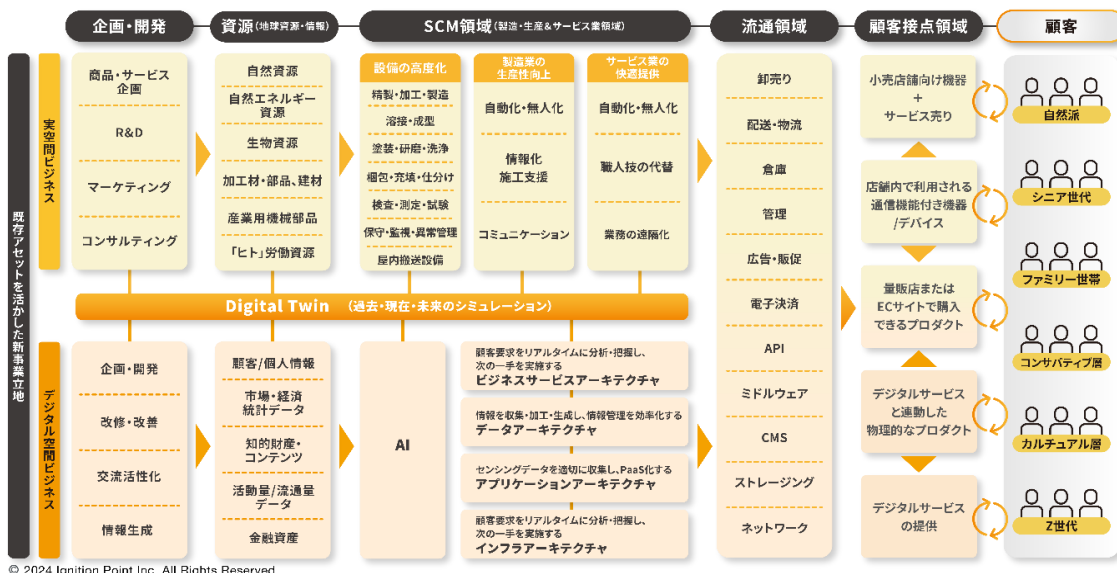 企画・開発
資源(地球資源・情報)
SCM領域(製造・生産&サービス業領域)
流通領域
顧客接点領域
顧客
既存アセットを活かした新事業立地
実空間ビジネス
商品・サービス
企画
R&D
マーケティング
コンサルティング
自然資源
自然エネルギー
資源
生物資源
加工材・部品、建材
産業用機械部品
「ヒト」労働資源
設備の高度化
精製・加工・製造
溶接・成型
塗装・研磨・洗浄
梱包・充填・仕分け
検査・測定・試験
保守・監視・異常管理
屋内搬送設備
製造業の
生産性向上
自動化・無人化
情報化
施工支援
コミュニケーション
サービス業の
快適提供
自動化・無人化
職人技の代替
業務の遠隔化
Digital Twin (過去・現在・未来のシミュレーション)
デジタル空間ビジネス
企画・開発
改修・改善
交流活性化
情報生成
顧客/個人情報
市場・経済
統計データ
知的財産・
コンテンツ
活動量/流通量
データ
金融資産
AI
顧客要求をリアルタイムに分析・把握し、
次の一手を実施する
ビジネスサービスアーキテクチャ
情報を収集・加工・生成し、情報管理を効率化する
データアーキテクチャ
センシングデータを適切に収集し、PaaS化する
アプリケーションアーキテクチャ
顧客要求をリアルタイムに分析・把握し、
次の一手を実施する
インフラアーキテクチャ
卸売り
配送・物流
倉庫
管理
広告・販促
電子決済
API
ミドルウェア
CMS
ストレージング
ネットワーク
小売店舗向け機器
+
サービス売り
店舗内で利用される
通信機能付き機器
/デバイス
量販店または
ECサイトで購入
できるプロダクト
デジタルサービス
と連動した
物理的なプロダクト
デジタルサービス
の提供
自然派
シニア世代
ファミリー世帯
コンサバティブ層
カルチュアル層
Z世代
© 2024 Ignition Point Inc. All Rights Reserved